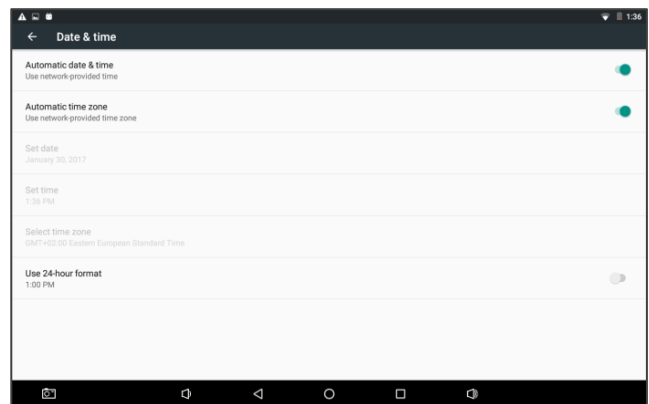 1:36
Date & time
Automatic date & time
Use network-provided time
Automatic time zone
Use network-provided time zone
Set date
January 30, 2017
Set time
1:36 PM
Select time zone
GMT+02:00 Eastern European Standard Time
Use 24-hour format
1:00 PM